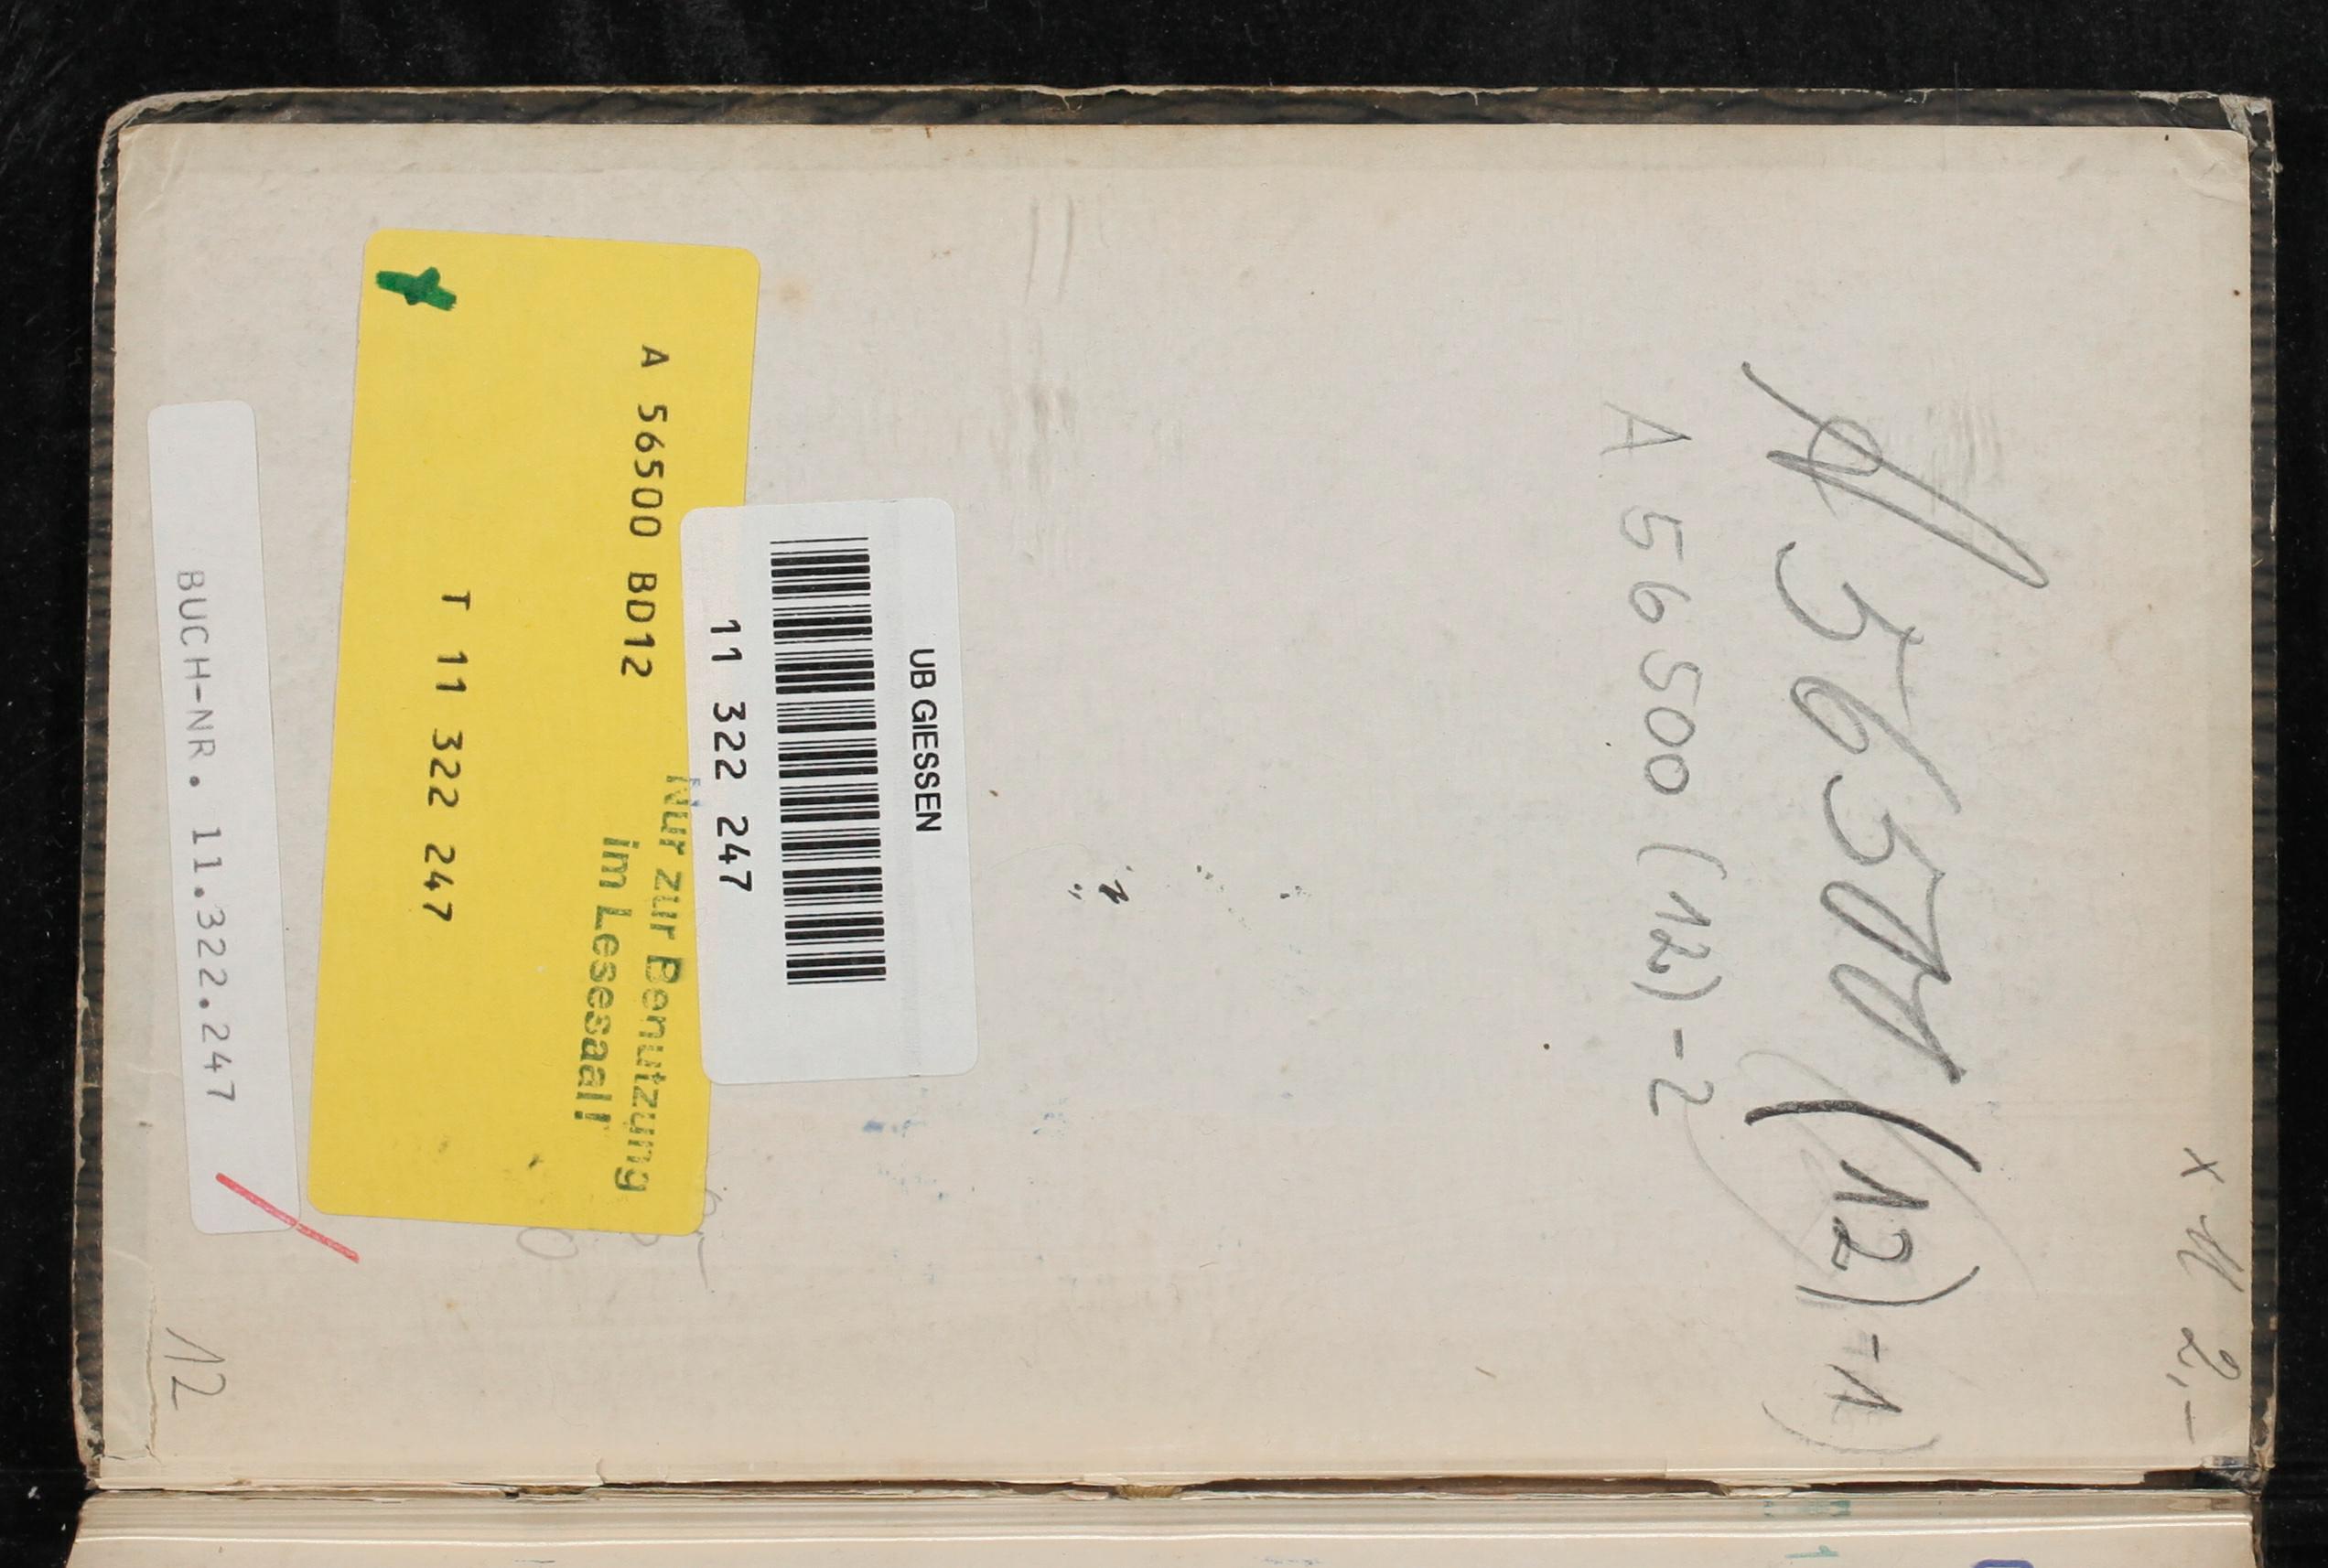 x M 2,-
A 56500 (12)-1)
A 56500 (12)-2
UB GIESSEN
11 322 247
Nur zur Benutzung
im Lesesaal!
A 56500 BD12
T 11 322 247
BUCH-NR. 11.322.247
12